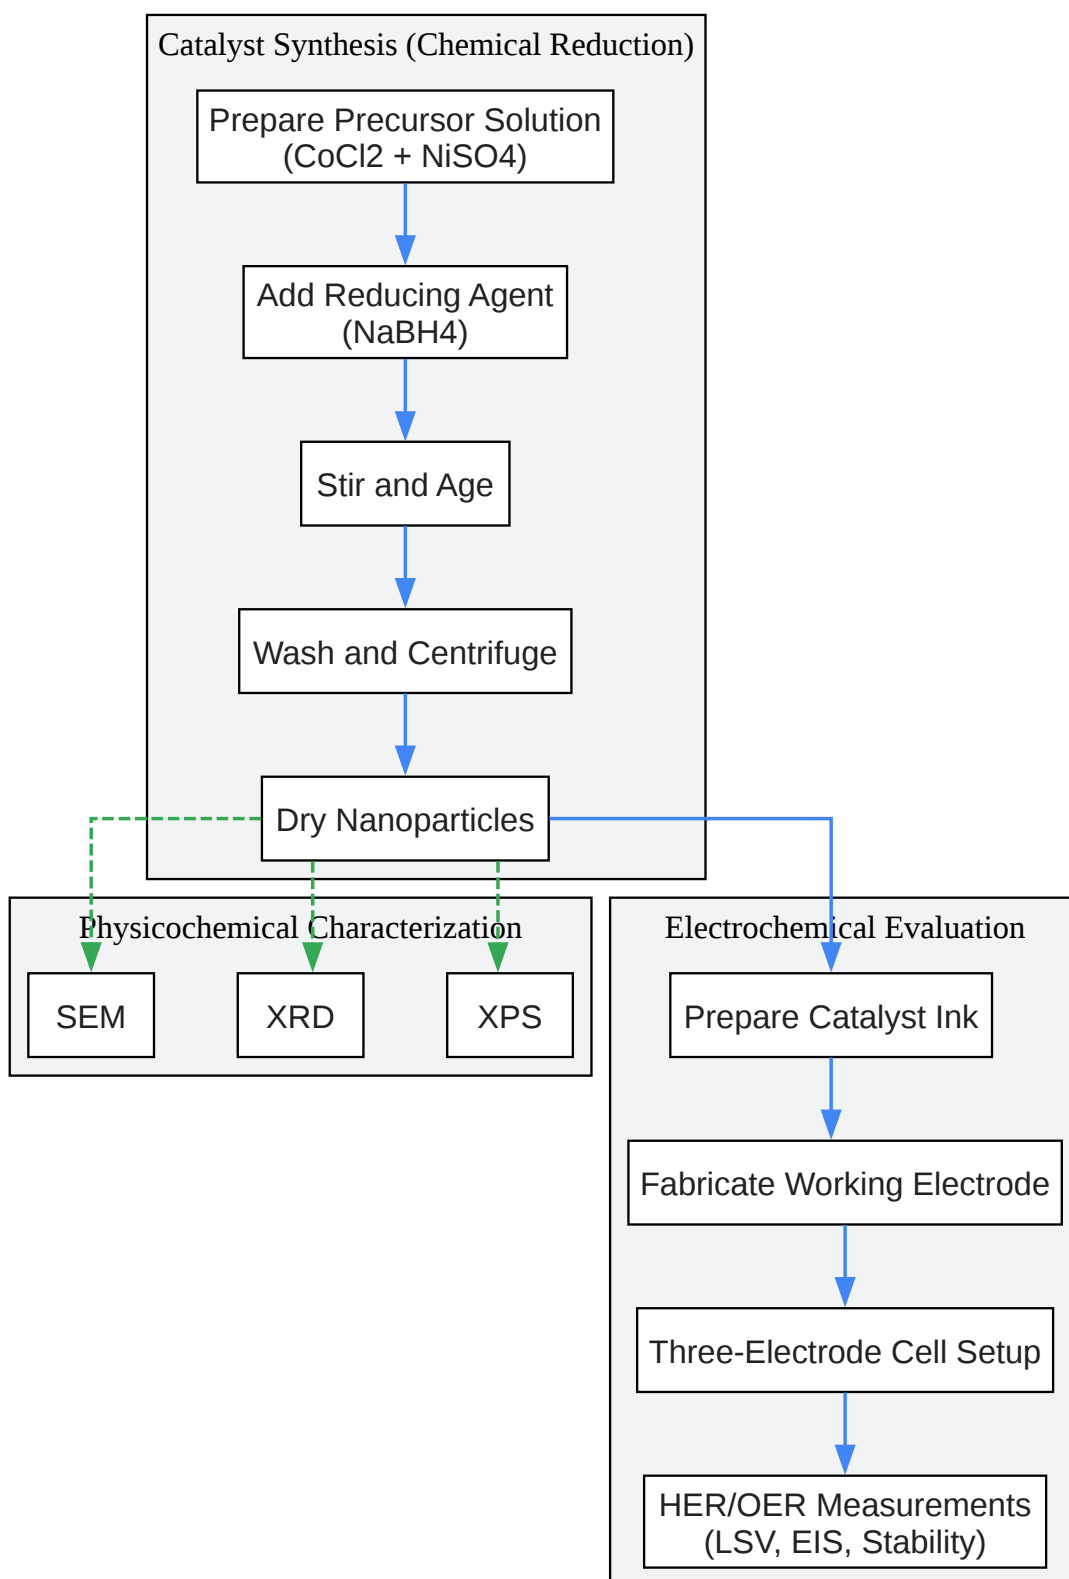 Catalyst Synthesis (Chemical Reduction)
Prepare Precursor Solution
(CoCl2 + NiSO4)
Add Reducing Agent
(NaBH4)
Stir and Age
Wash and Centrifuge
Dry Nanoparticles
Physicochemical Characterization
SEM
XRD
XPS
Electrochemical Evaluation
Prepare Catalyst Ink
Fabricate Working Electrode
Three-Electrode Cell Setup
HER/OER Measurements
(LSV, EIS, Stability)